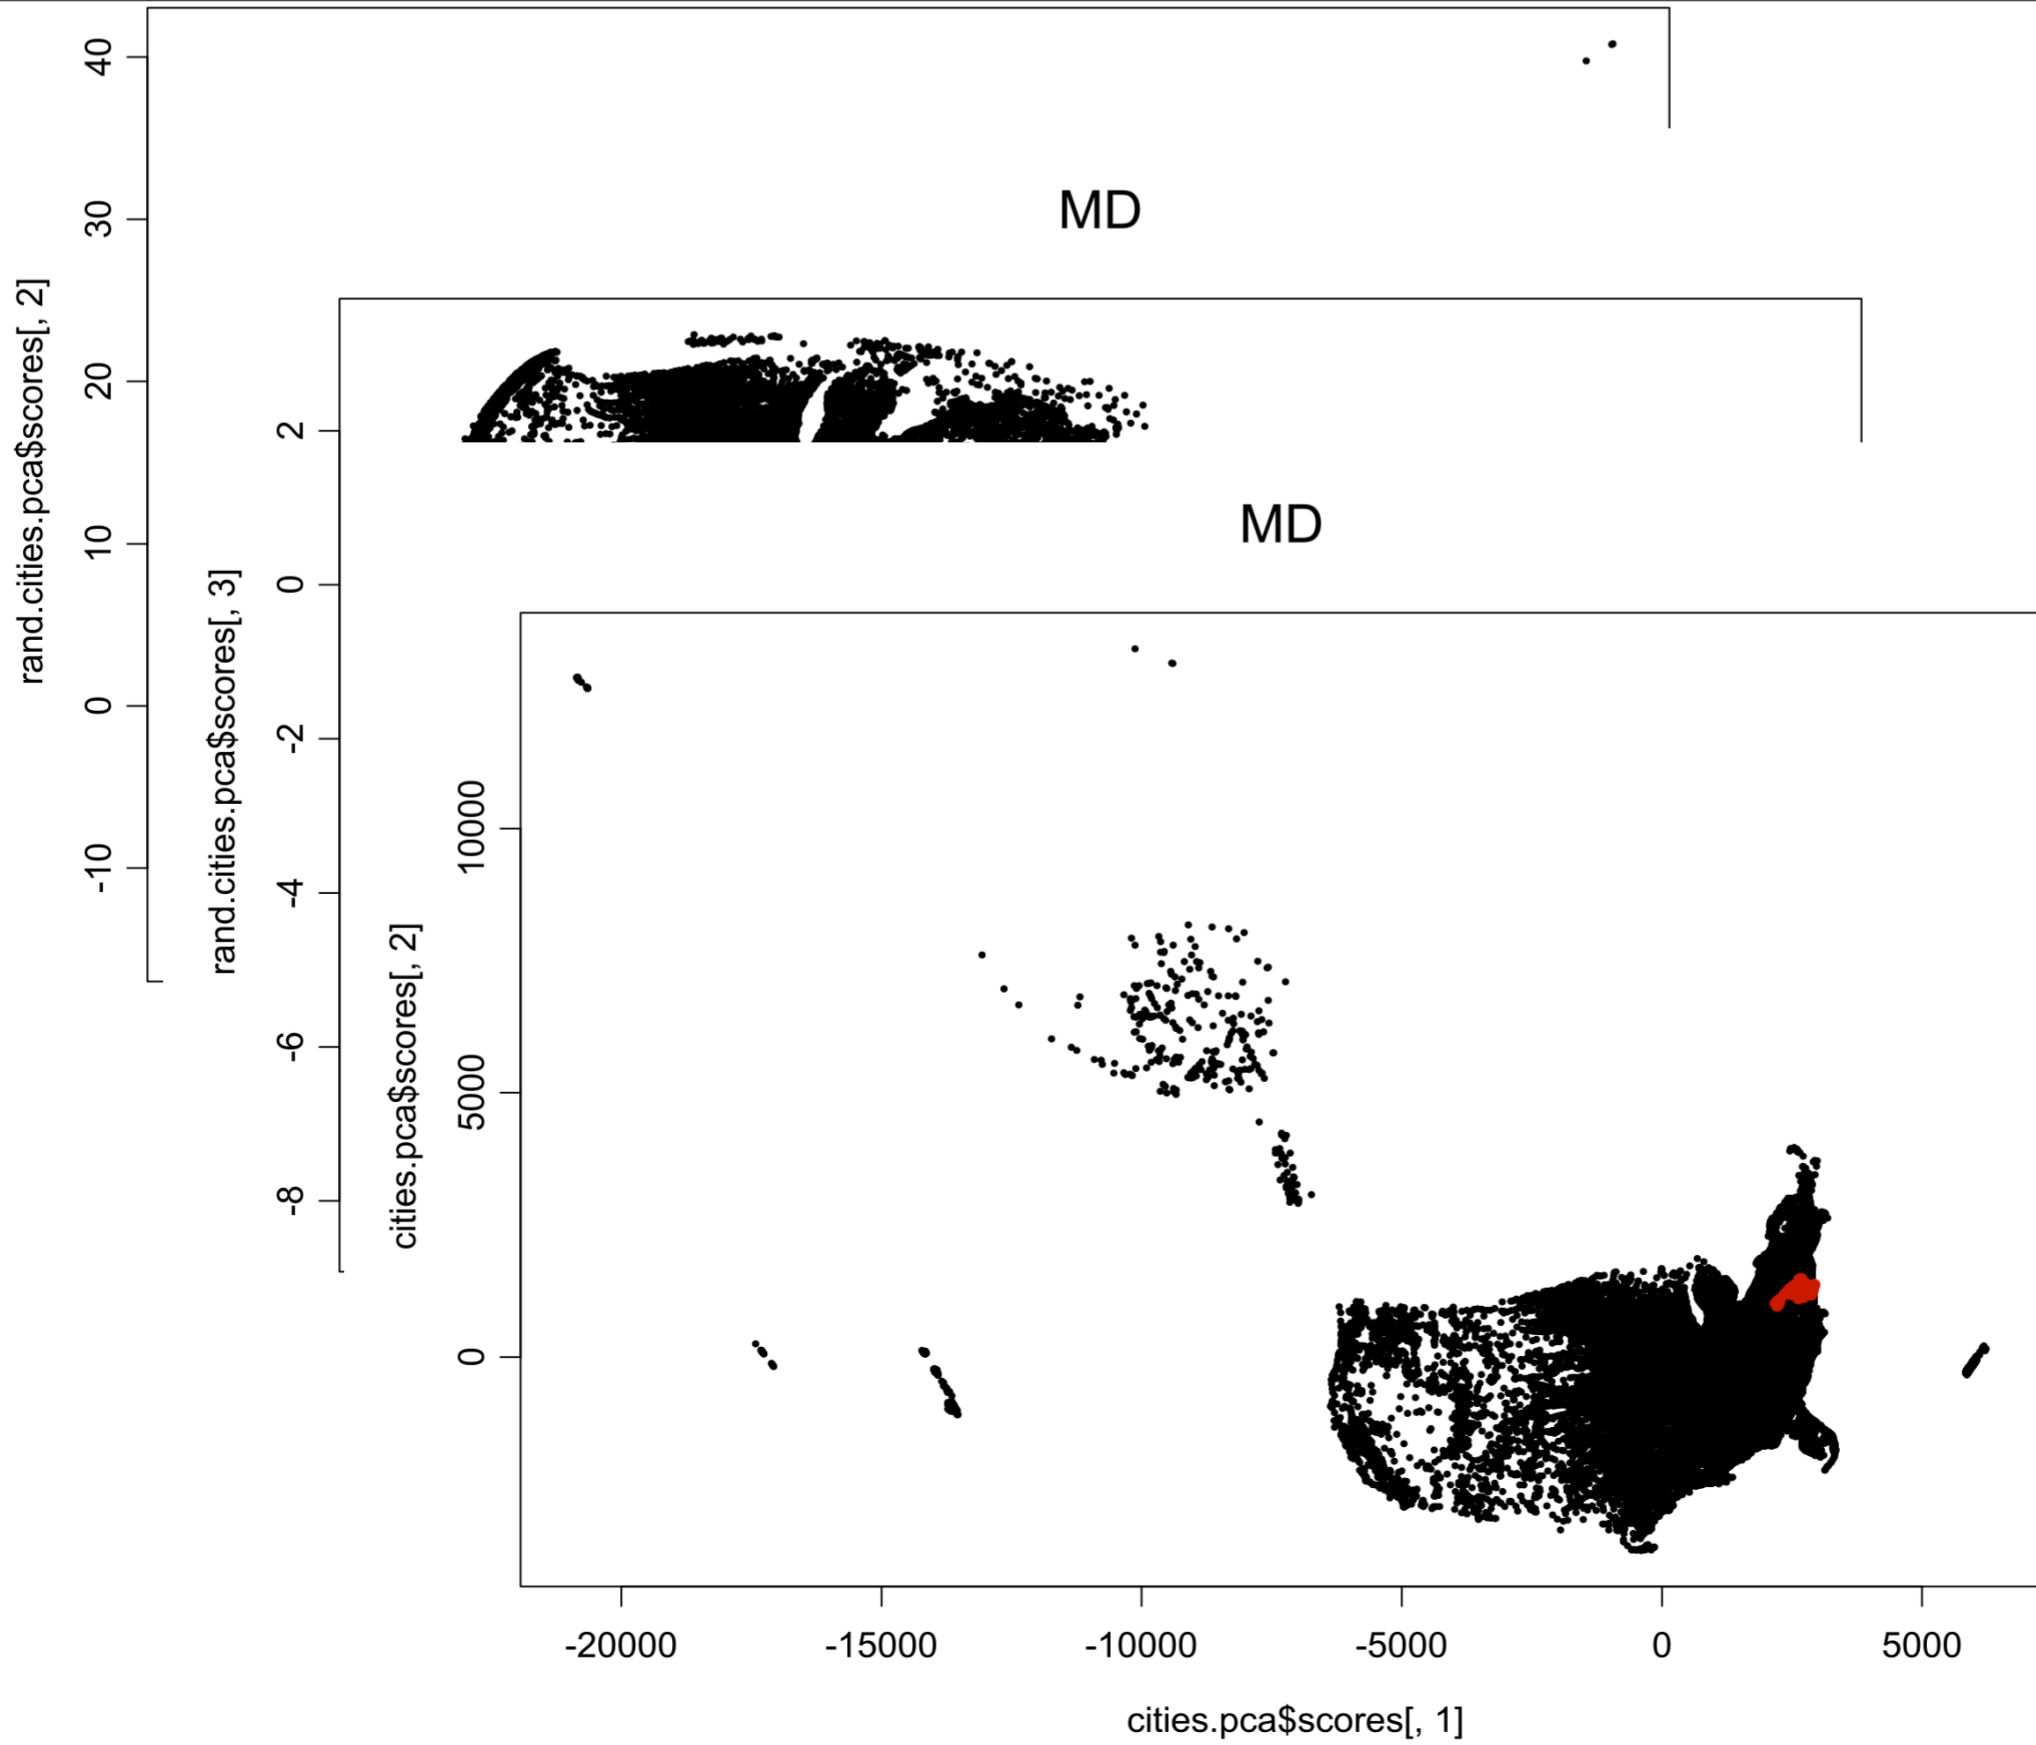 40
30
20
10
0
-10
rand.cities.pca$scores[, 2]
MD
2
0
-2
-4
-6
-8
rand.cities.pca$scores[, 3]
MD
10000
5000
0
cities.pca$scores[, 2]
-20000 -15000 -10000 -5000 0 5000
cities.pca$scores[, 1]